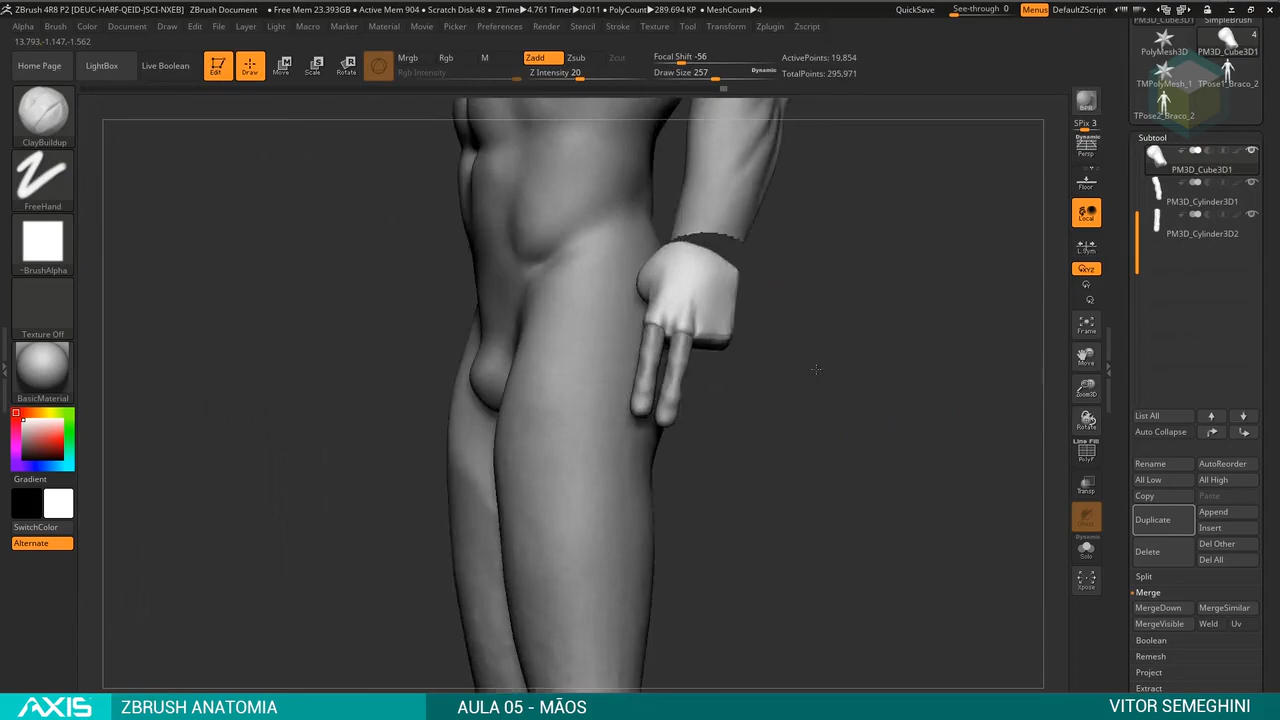 ZBrush 4R8 P2 [DEUC-HARF-QEID-JSCI-NXEB] ZBrush Document • Free Mem 23.393GB • Active Mem 904 • Scratch Disk 48 • ZTime▶4.761 Timer▶0.011 • PolyCount▶289.694 KP • MeshCount▶4
QuickSave
See-through 0
Menus
DefaultZScript
Alpha Brush Color Document Draw Edit File Layer Light Macro Marker Material Movie Picker Preferences Render Stencil Stroke Texture Tool Transform Zplugin Zscript
13.793,-1.147,-1.562
Home Page
LightBox
Live Boolean
Edit
Draw
Move
Scale
Rotate
Mrgb Rgb M
Rgb Intensity
Zadd Zsub Zcut
Z Intensity 20
Focal Shift -56
Draw Size 257
Dynamic
ActivePoints: 19,854
TotalPoints: 295,971
ClayBuildup
FreeHand
~BrushAlpha
Texture Off
BasicMaterial
Gradient
SwitchColor
Alternate
BPR
SPix 3
Dynamic
Persp
Floor
Local
L.Sym
Frame
Move
Zoom3D
Rotate
Line Fill
PolyF
Transp
Dynamic
Solo
Xpose
PM3D_Cube3D1
SimpleBrush
4
PolyMesh3D
PM3D_Cube3D1
TMPolyMesh_1
TPose1_Braco_2
TPose2_Braco_2
Subtool
PM3D_Cube3D1
PM3D_Cylinder3D1
PM3D_Cylinder3D2
List All
Auto Collapse
Rename AutoReorder
All Low All High
Copy Paste
Duplicate
Append
Insert
Delete
Del Other
Del All
Split
Merge
MergeDown MergeSimilar
MergeVisible Weld Uv
Boolean
Remesh
Project
Extract
AXIS
ZBRUSH ANATOMIA
AULA 05 - MÃOS
VITOR SEMEGHINI